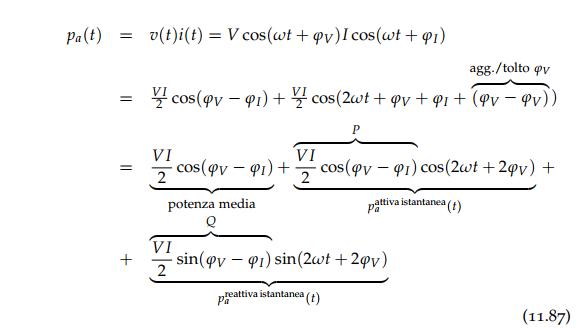 p_a(t) = v(t)i(t) = V cos(ωt + φ_V)I cos(ωt + φ_I)
agg./tolto φ_V
= VI/2 cos(φ_V − φ_I) + VI/2 cos(2ωt + φ_V + φ_I + (φ_V − φ_V))
P
= VI/2 cos(φ_V − φ_I) + VI/2 cos(φ_V − φ_I) cos(2ωt + 2φ_V) +
potenza media p_a^{attiva istantanea}(t)
Q
+ VI/2 sin(φ_V − φ_I) sin(2ωt + 2φ_V)
p_a^{reattiva istantanea}(t)
(11.87)